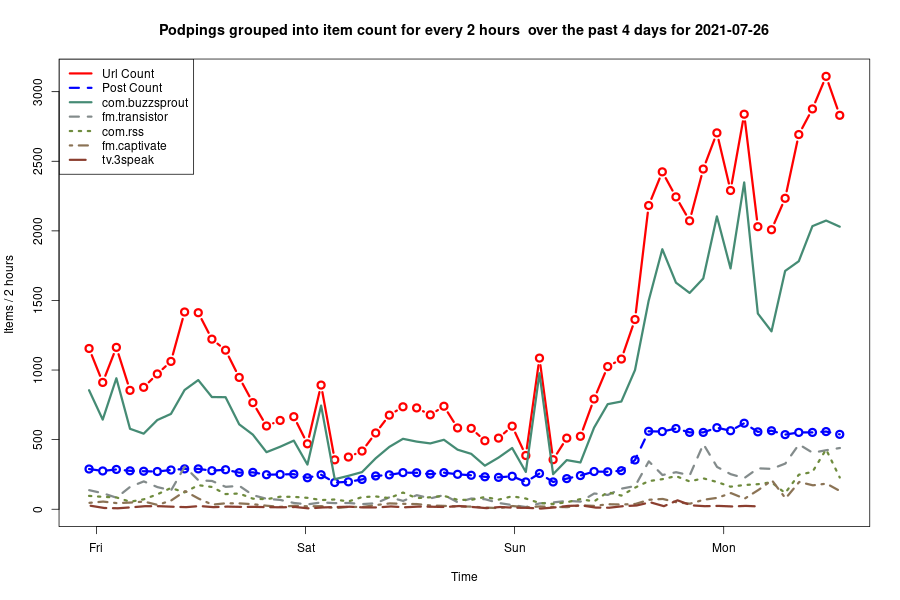 Podpings grouped into item count for every 2 hours  over the past 4 days for 2021-07-26
Url Count
Post Count
com.buzzsprout
fm.transistor
com.rss
fm.captivate
tv.3speak
Items / 2 hours
3000
2500
2000
1500
1000
500
0
Fri Sat Sun Mon
Time